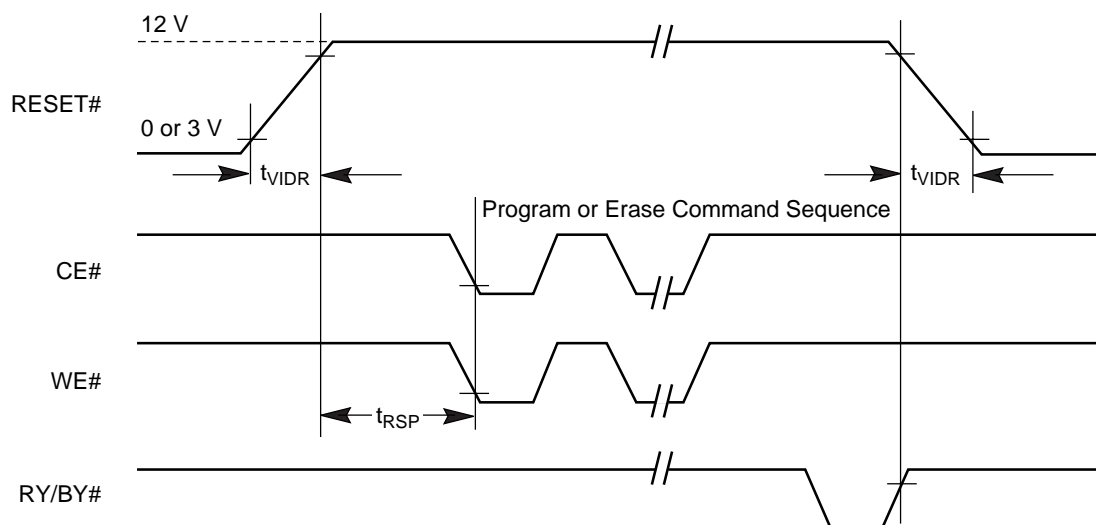 12 V
RESET#
0 or 3 V
tVIDR
tVIDR
Program or Erase Command Sequence
CE#
WE#
tRSP
RY/BY#